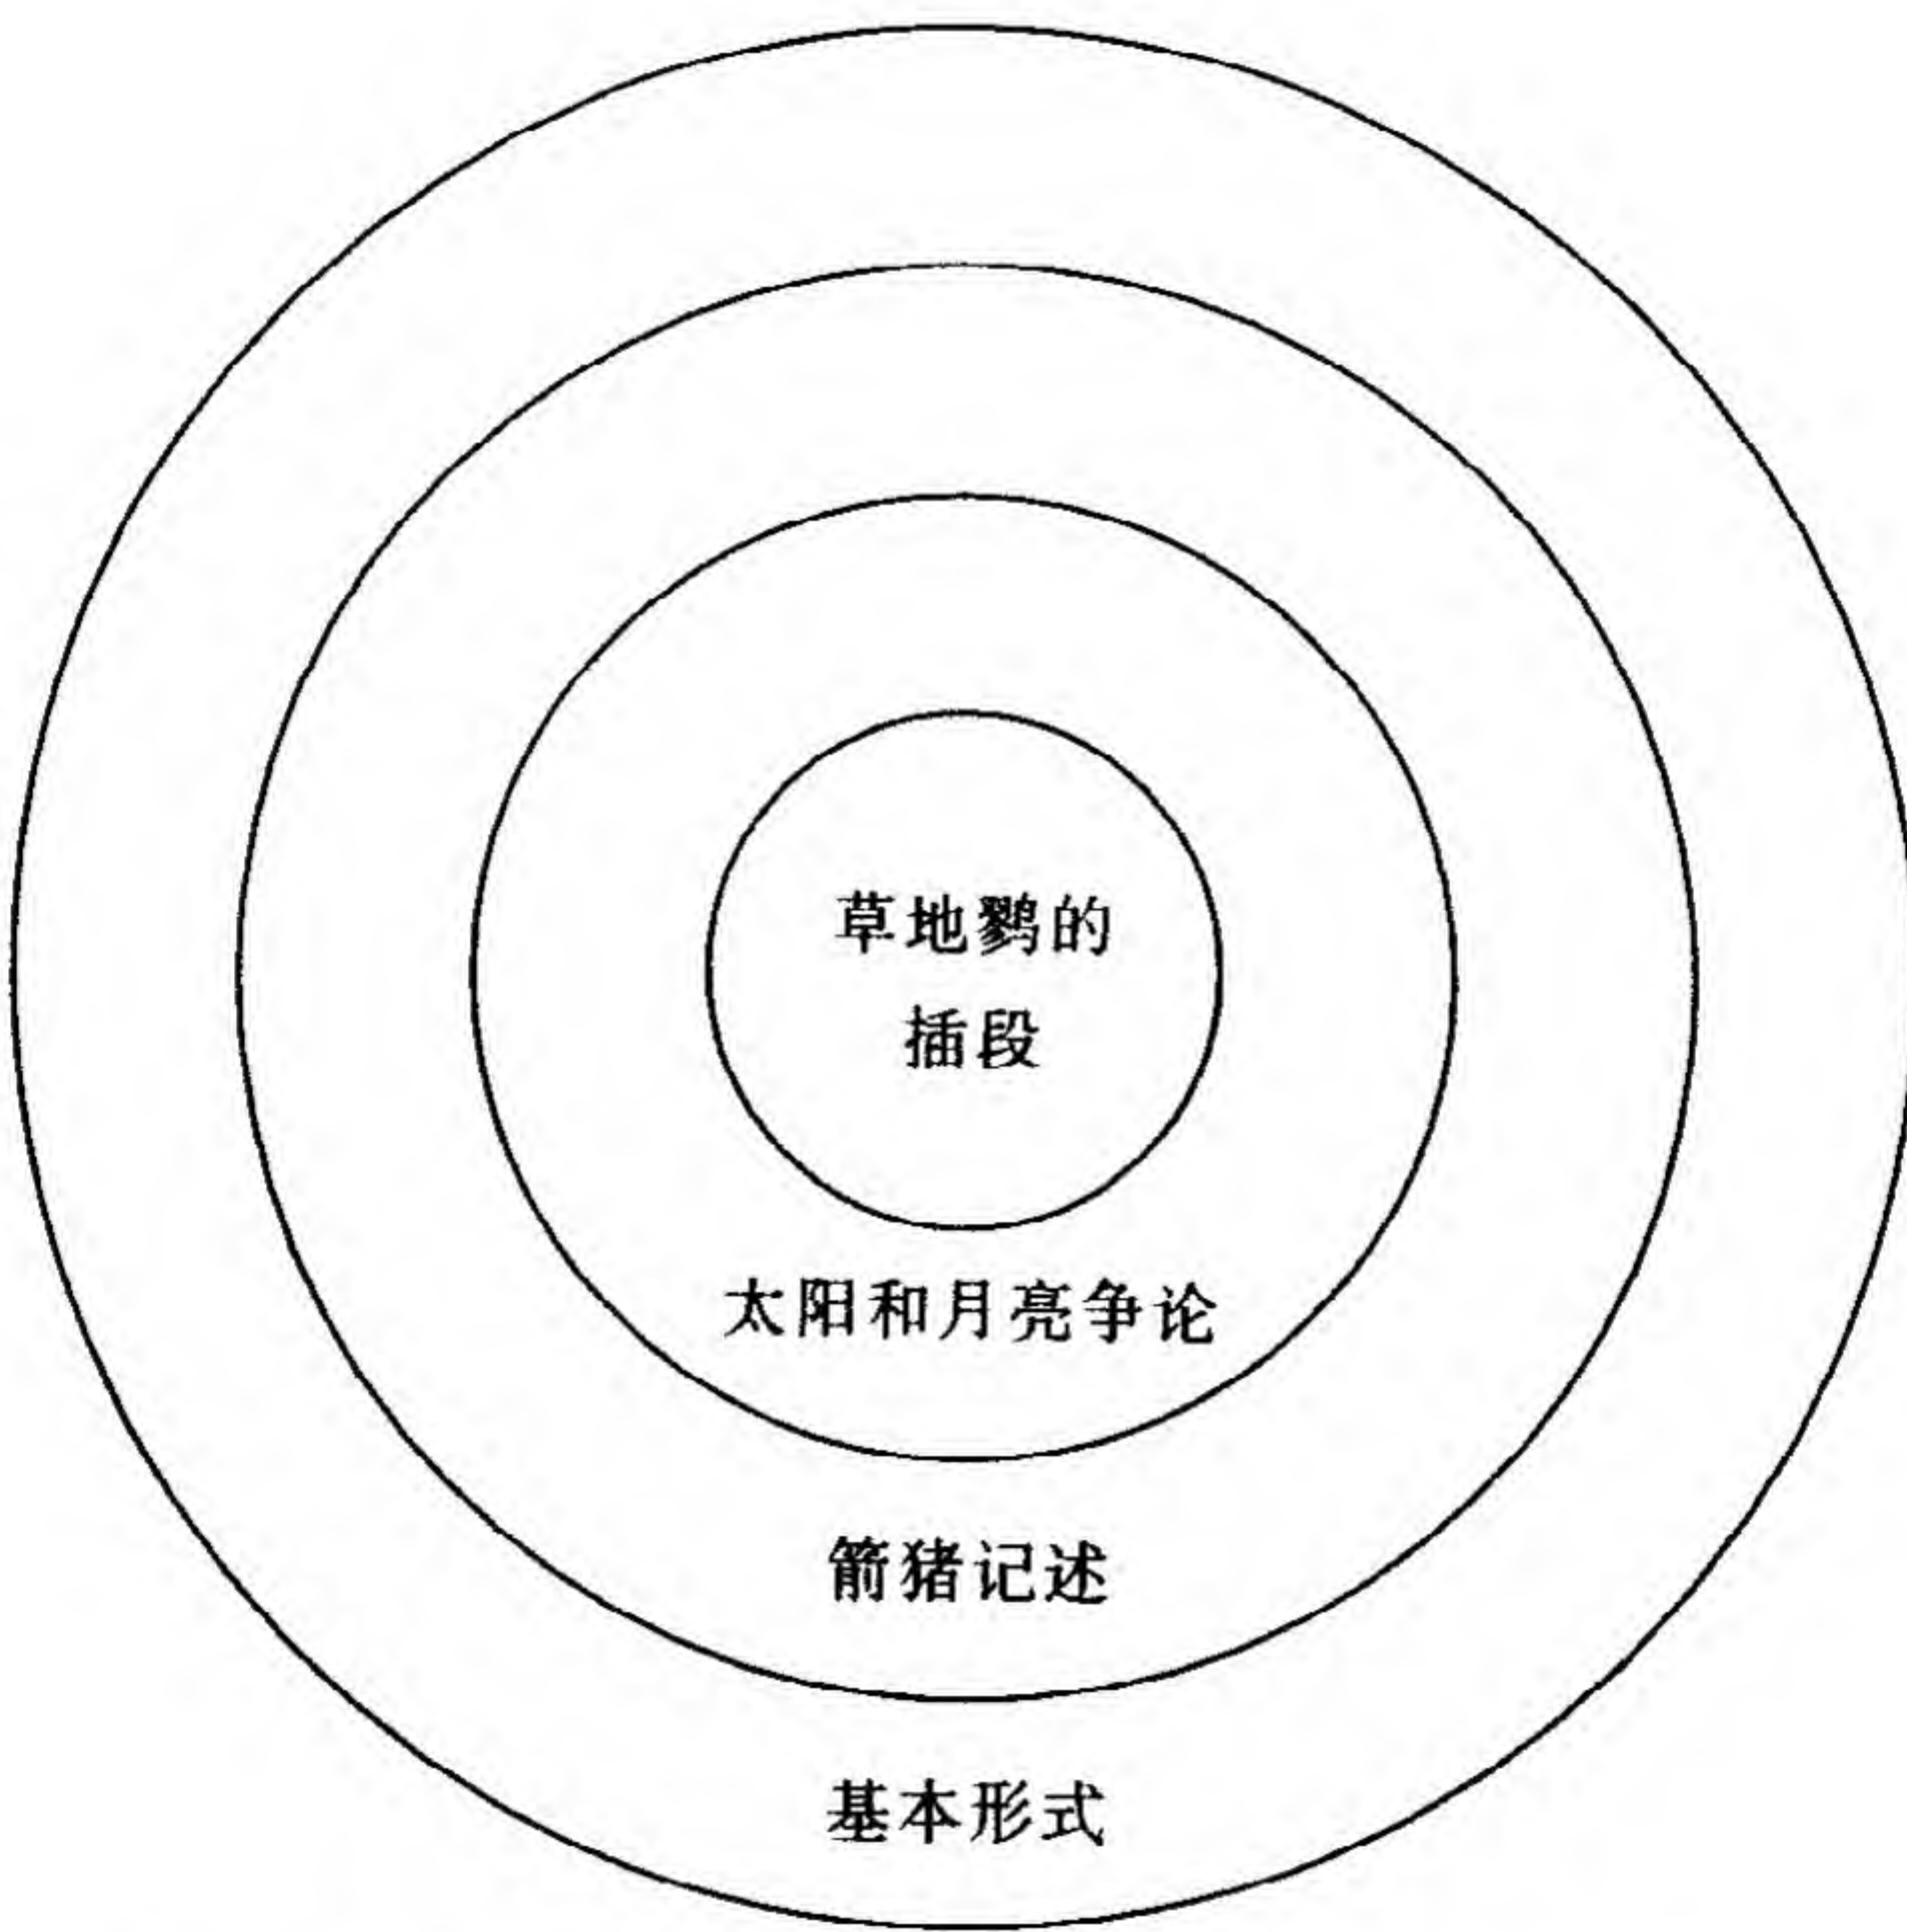 草地鹨的
插段
太阳和月亮争论
箭猪记述
基本形式